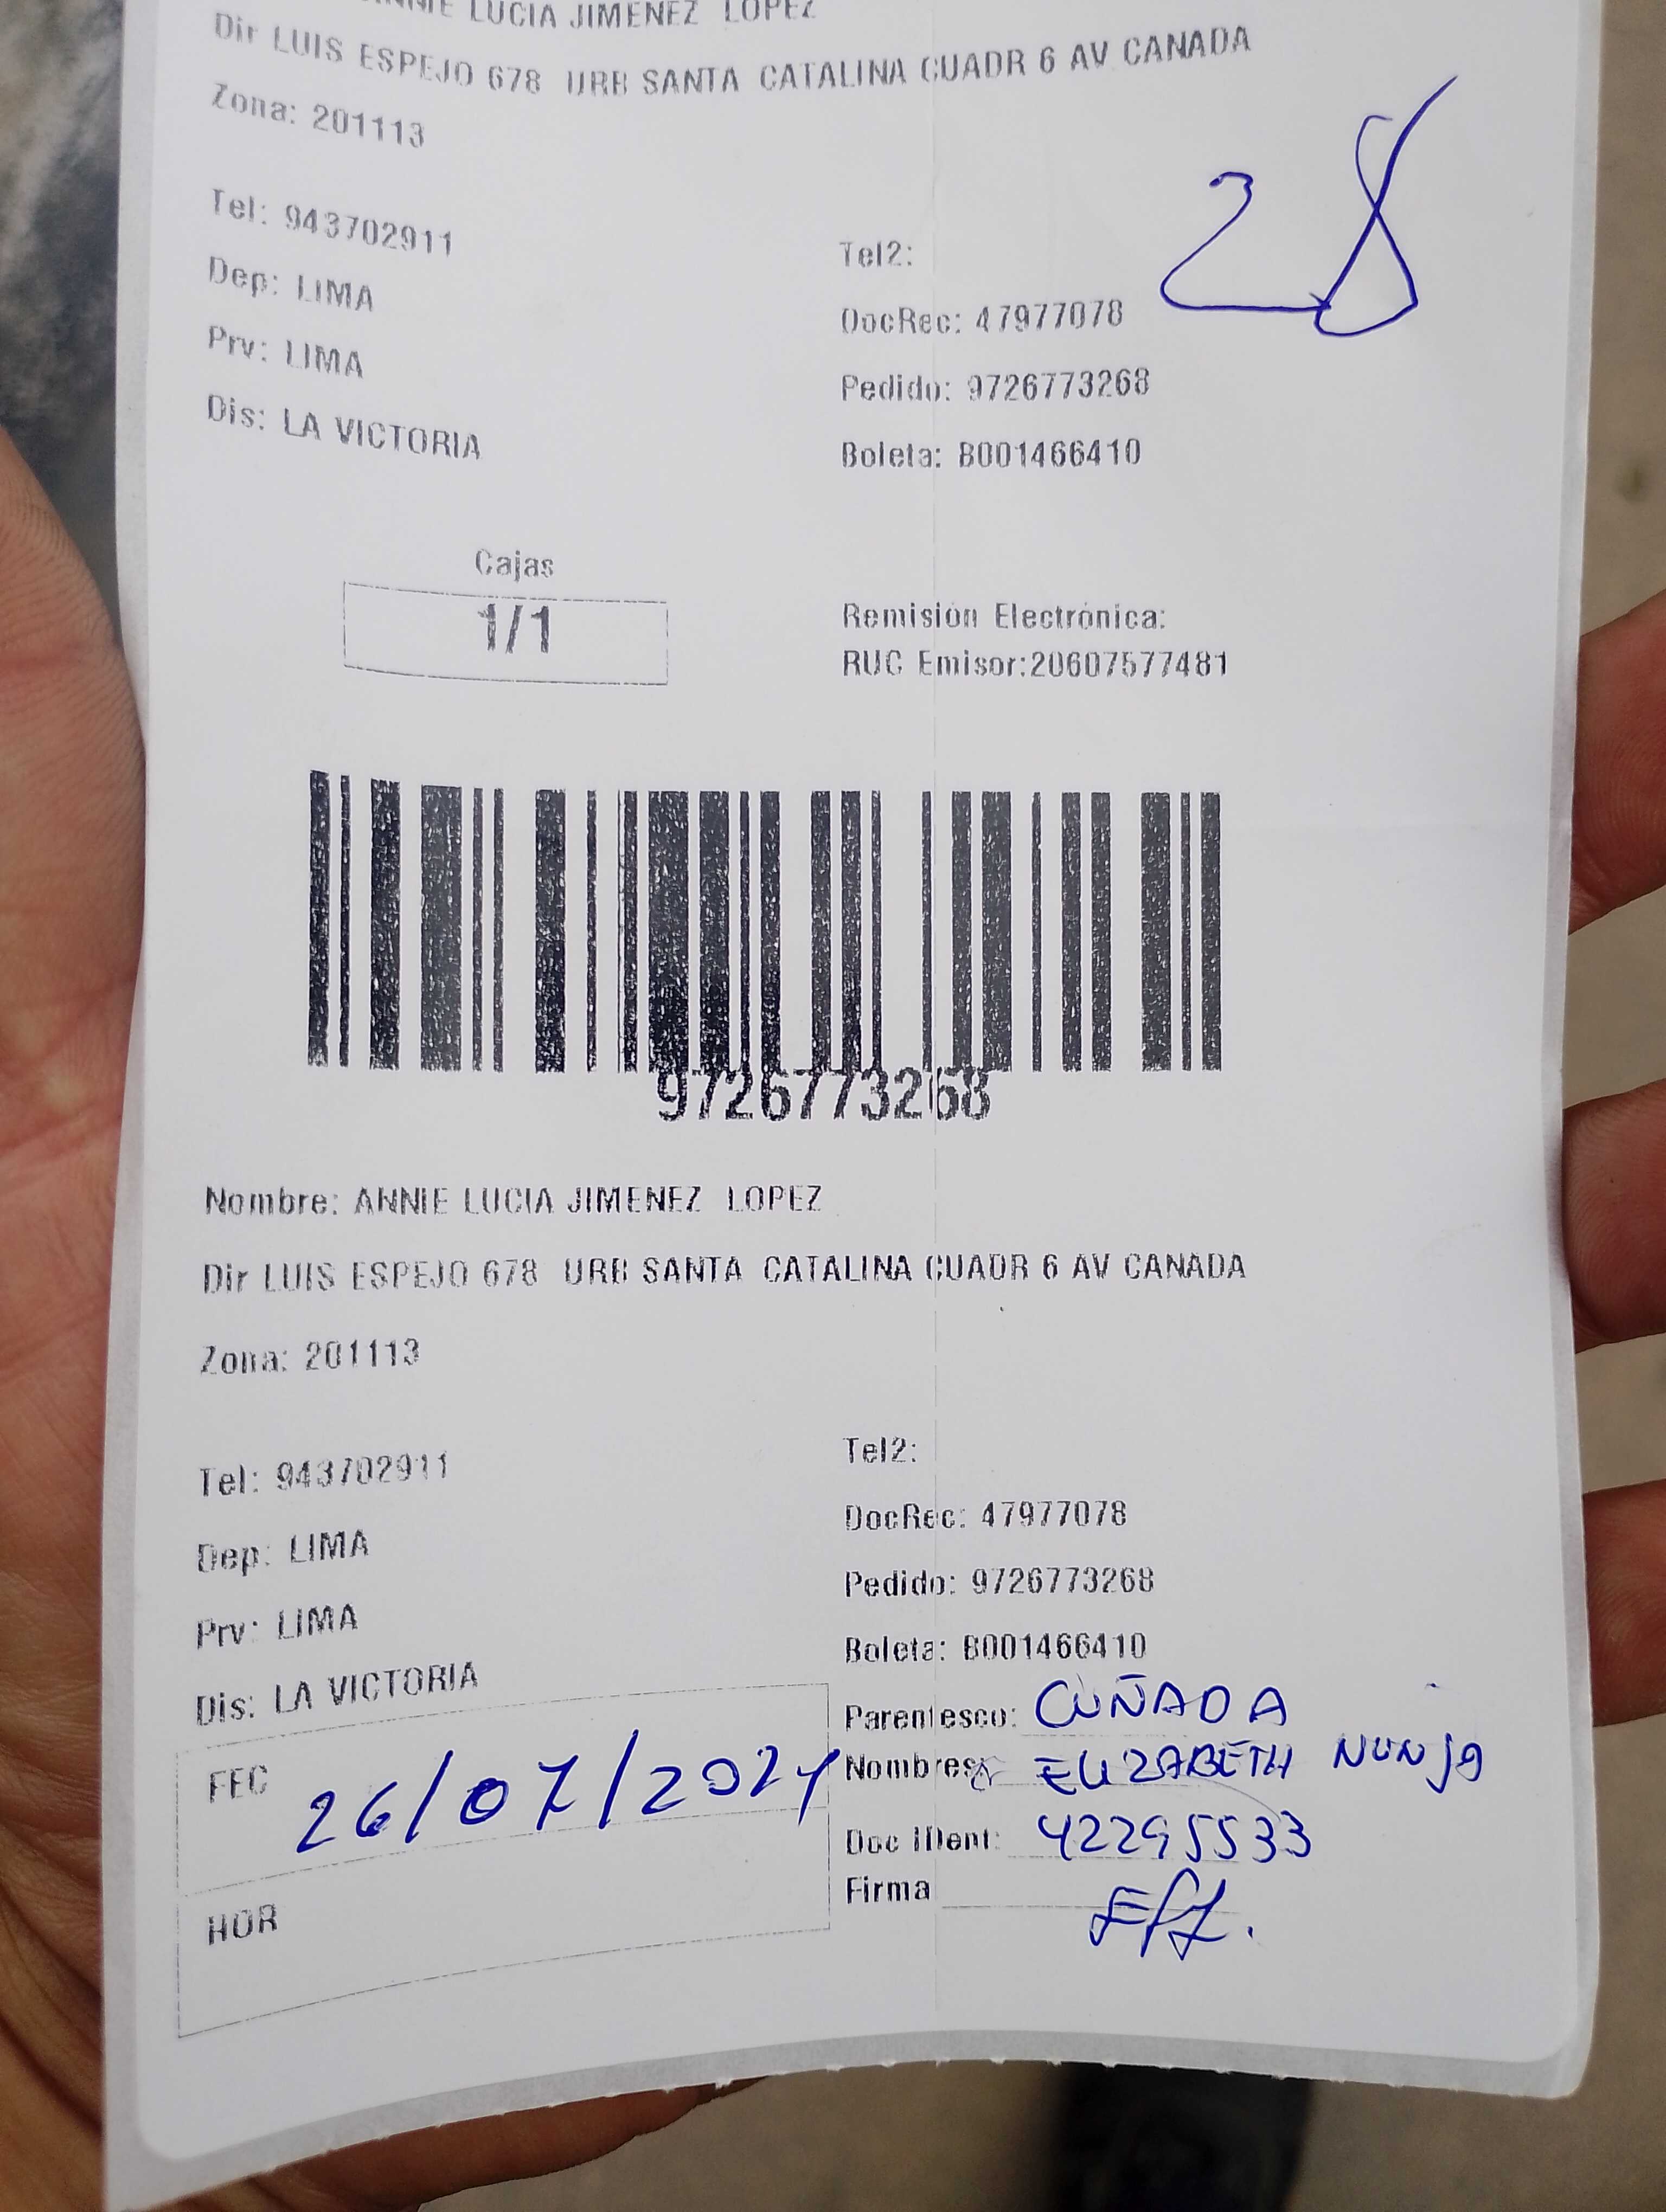 ANNIE LUCIA JIMENEZ LOPEZ
Dir LUIS ESPEJO 678 URB SANTA CATALINA CUADR 6 AV CANADA
Zona: 201113
28
Tel: 943702911
Tel2:
Dep: LIMA
DocRec: 47977078
Prv: LIMA
Pedido: 9726773268
Dis: LA VICTORIA
Boleta: B001466410
Cajas
1/1
Remisión Electrónica:
RUC Emisor:20607577481
9726773268
Nombre: ANNIE LUCIA JIMENEZ LOPEZ
Dir LUIS ESPEJO 678 URB SANTA CATALINA CUADR 6 AV CANADA
Zona: 201113
Tel: 943702911
Tel2:
Dep: LIMA
DocRec: 47977078
Prv: LIMA
Pedido: 9726773268
Dis: LA VICTORIA
Boleta: B001466410
Parentesco: CUÑADA
FEC 26/07/2024
Nombres: ELIZABETH
Doc IDent: 42295533
HOR
Firma